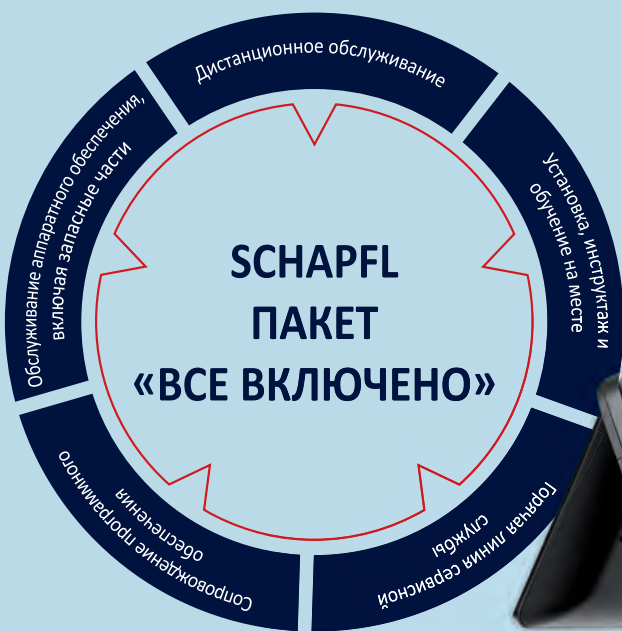 Дистанционное обслуживание
Установка, инструктаж и
обучение на месте
Горячая линия сервисной
службы
Сопровождение программного
обеспечения
Обслуживание аппаратного обеспечения,
включая запасные части
SCHAPFL
ПАКЕТ
«ВСЕ ВКЛЮЧЕНО»